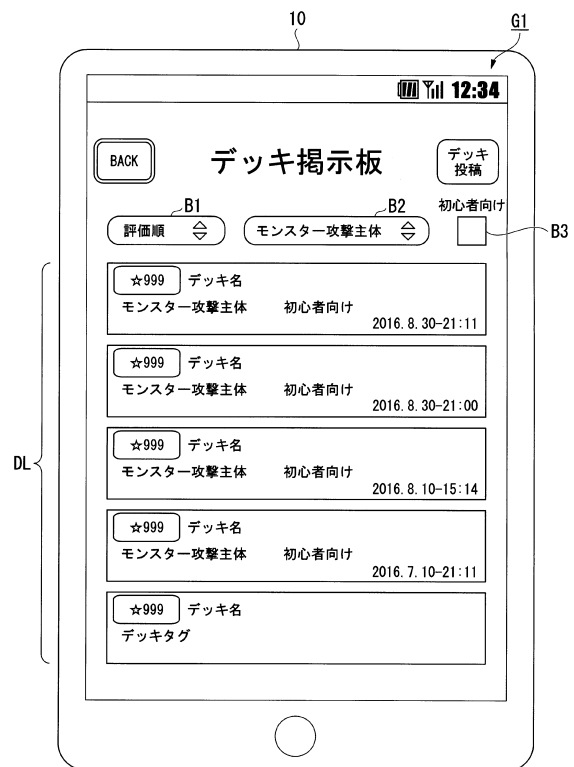 10
G1
12:34
BACK
デッキ掲示板
デッキ
投稿
B1
B2
初心者向け
評価順
モンスター攻撃主体
B3
☆999 デッキ名
モンスター攻撃主体 初心者向け
2016.8.30-21:11
☆999 デッキ名
モンスター攻撃主体 初心者向け
2016.8.30-21:00
DL
☆999 デッキ名
モンスター攻撃主体 初心者向け
2016.8.10-15:14
☆999 デッキ名
モンスター攻撃主体 初心者向け
2016.7.10-21:11
☆999 デッキ名
デッキタグ